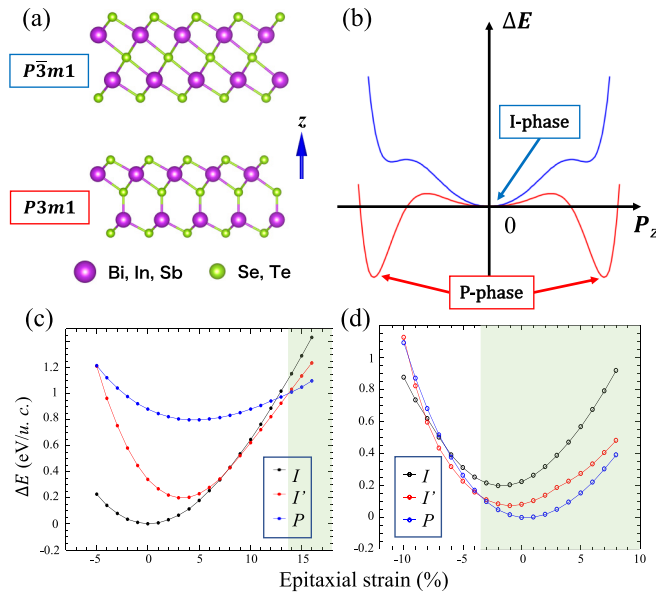 (a)
P3̅m1
z
P3m1
Bi, In, Sb
Se, Te
(b)
ΔE
I-phase
0
P_z
P-phase
(c)
1.4
1.2
1
0.8
0.6
0.4
0.2
0
-0.2
ΔE (eV/u. c.)
-5 0 5 10 15
I
I'
P
(d)
1
0.8
0.6
0.4
0.2
0
-0.2
-10 -5 0 5 10
I
I'
P
Epitaxial strain (%)